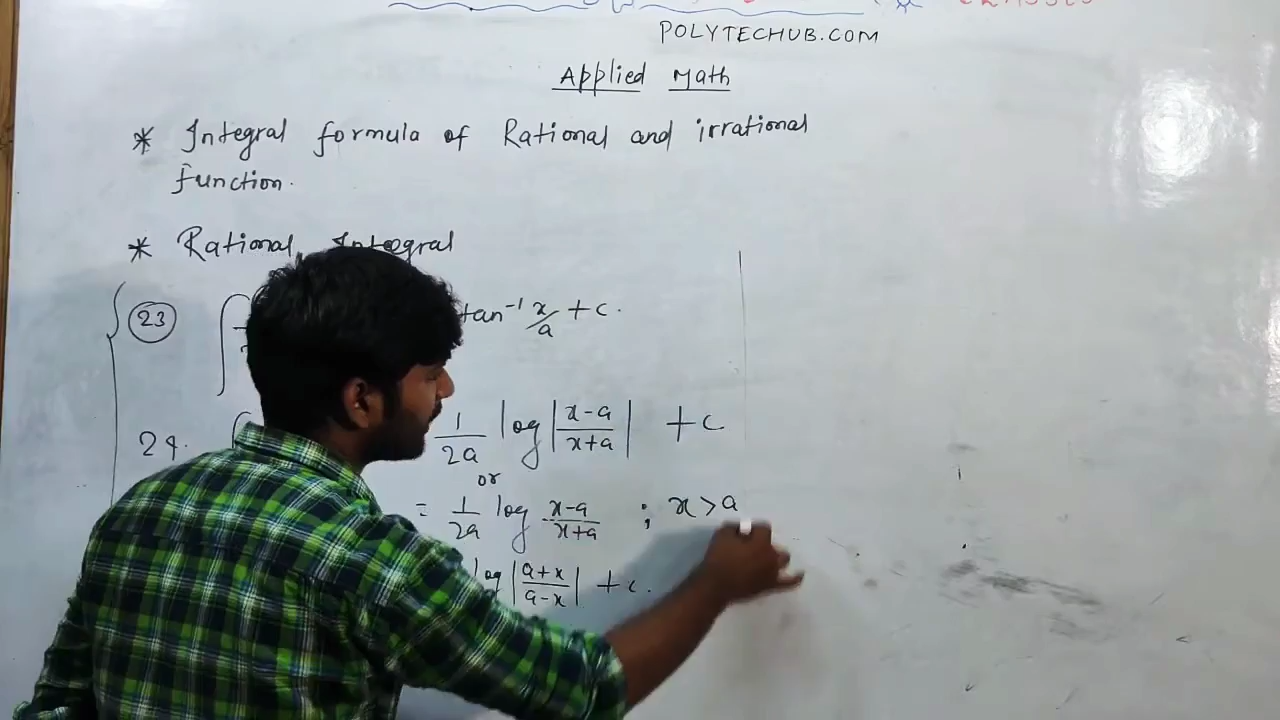 POLYTECHUB.COM
Applied Math
* Integral formula of Rational and irrational
function.
* Rational Integral
23 ∫ tan⁻¹ x/a + c.
24. 1/2a log |x-a/x+a| + c
or
= 1/2a log x-a/x+a ; x > a
log |a+x/a-x| + c.